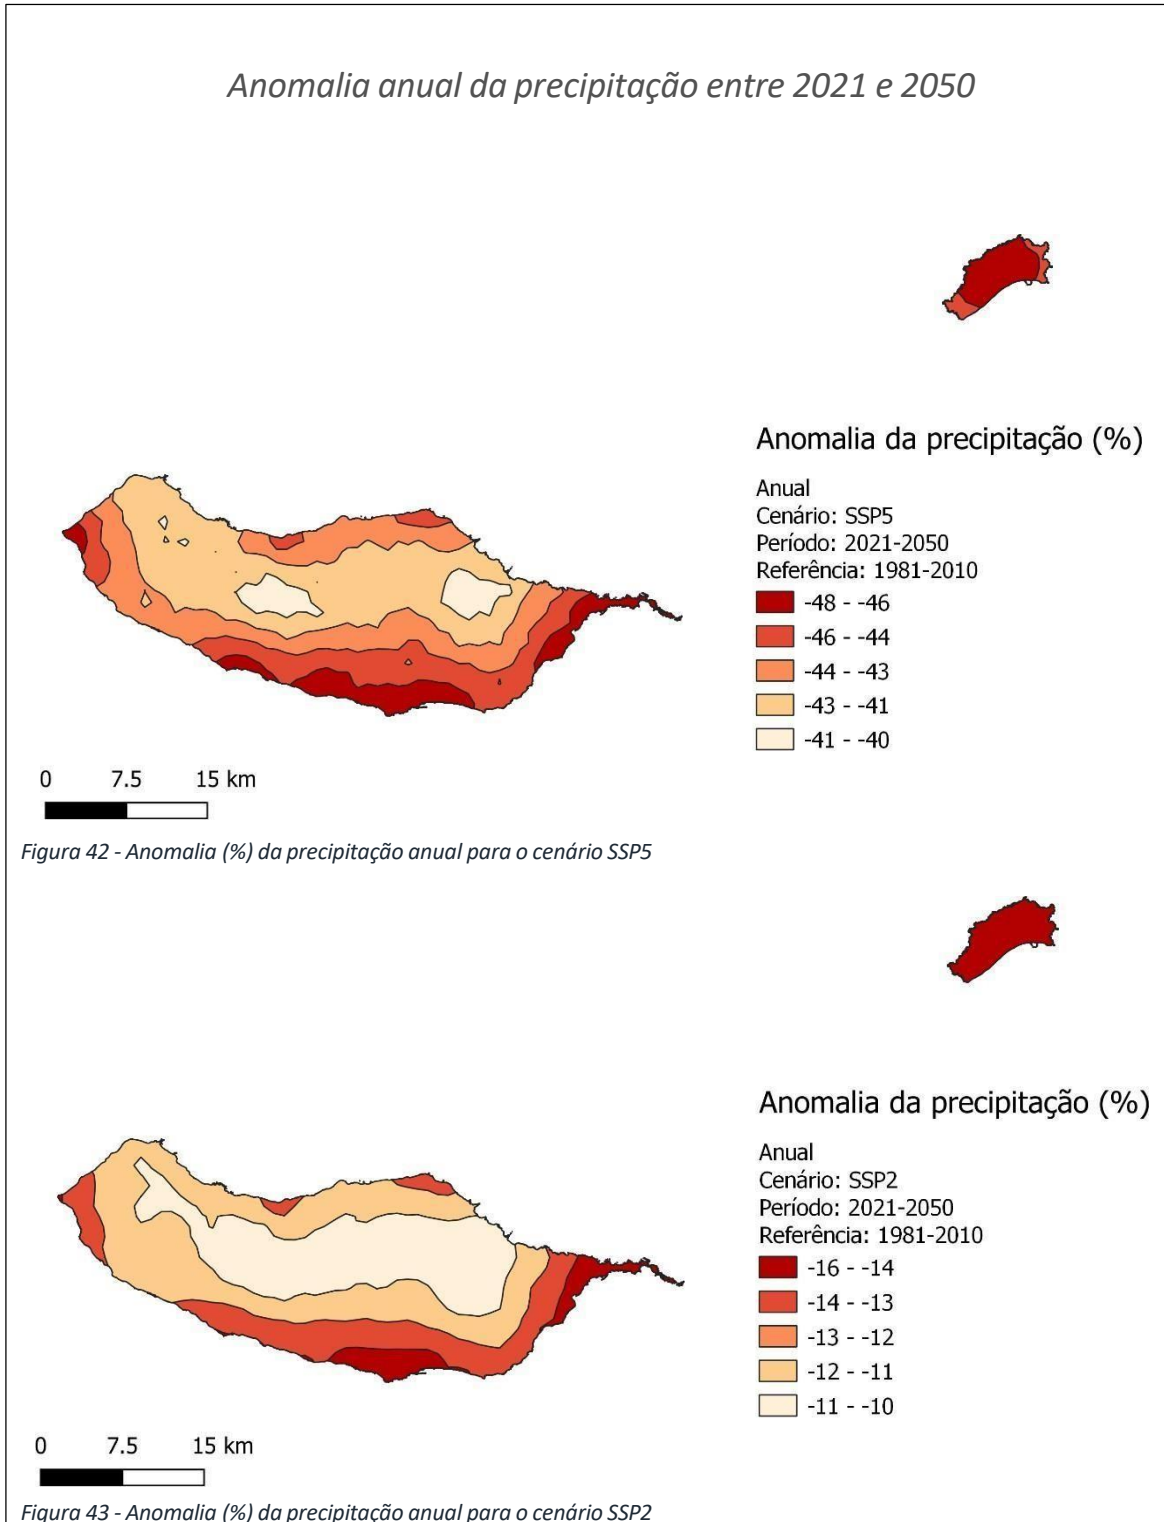 Anomalia anual da precipitação entre 2021 e 2050
Anomalia da precipitação (%)
Anual
Cenário: SSP5
Período: 2021-2050
Referência: 1981-2010
-48 - -46
-46 - -44
-44 - -43
-43 - -41
-41 - -40
0 7.5 15 km
Figura 42 - Anomalia (%) da precipitação anual para o cenário SSP5
Anomalia da precipitação (%)
Anual
Cenário: SSP2
Período: 2021-2050
Referência: 1981-2010
-16 - -14
-14 - -13
-13 - -12
-12 - -11
-11 - -10
0 7.5 15 km
Figura 43 - Anomalia (%) da precipitação anual para o cenário SSP2